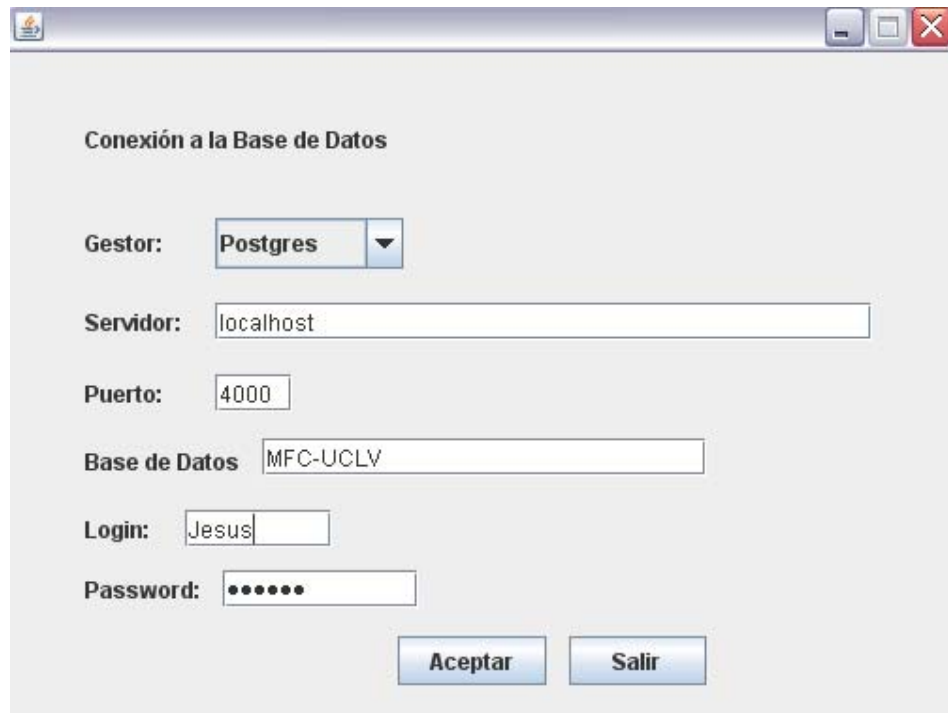 Conexión a la Base de Datos
Gestor: Postgres
Servidor: localhost
Puerto: 4000
Base de Datos MFC-UCLV
Login: Jesus
Password: ••••••
Aceptar Salir